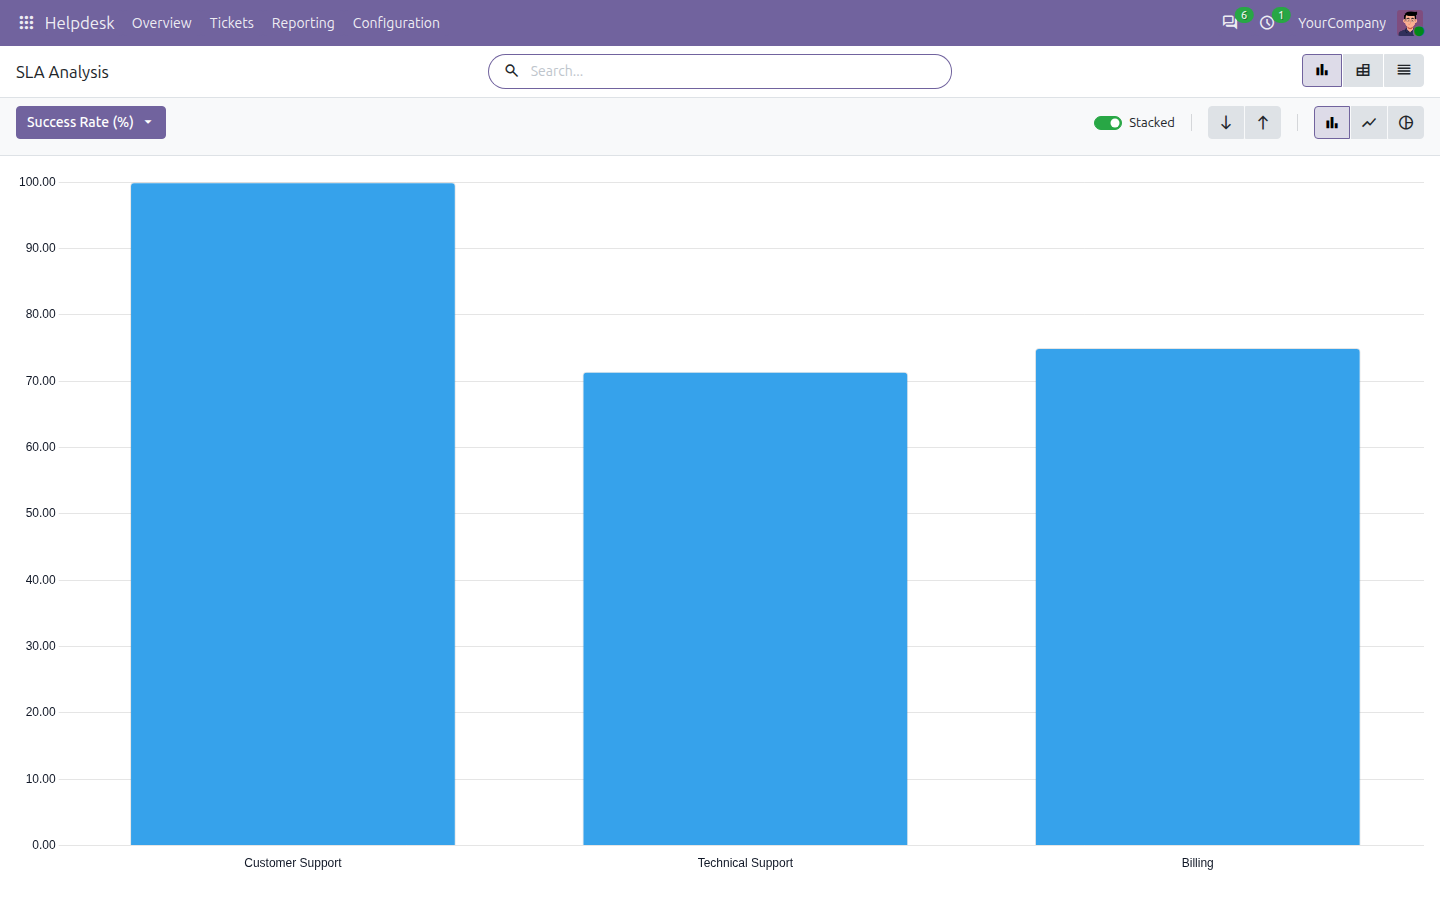 Helpdesk Overview Tickets Reporting Configuration 6 1 YourCompany
SLA Analysis Search...
Success Rate (%) Stacked
100.00
90.00
80.00
70.00
60.00
50.00
40.00
30.00
20.00
10.00
0.00
Customer Support Technical Support Billing